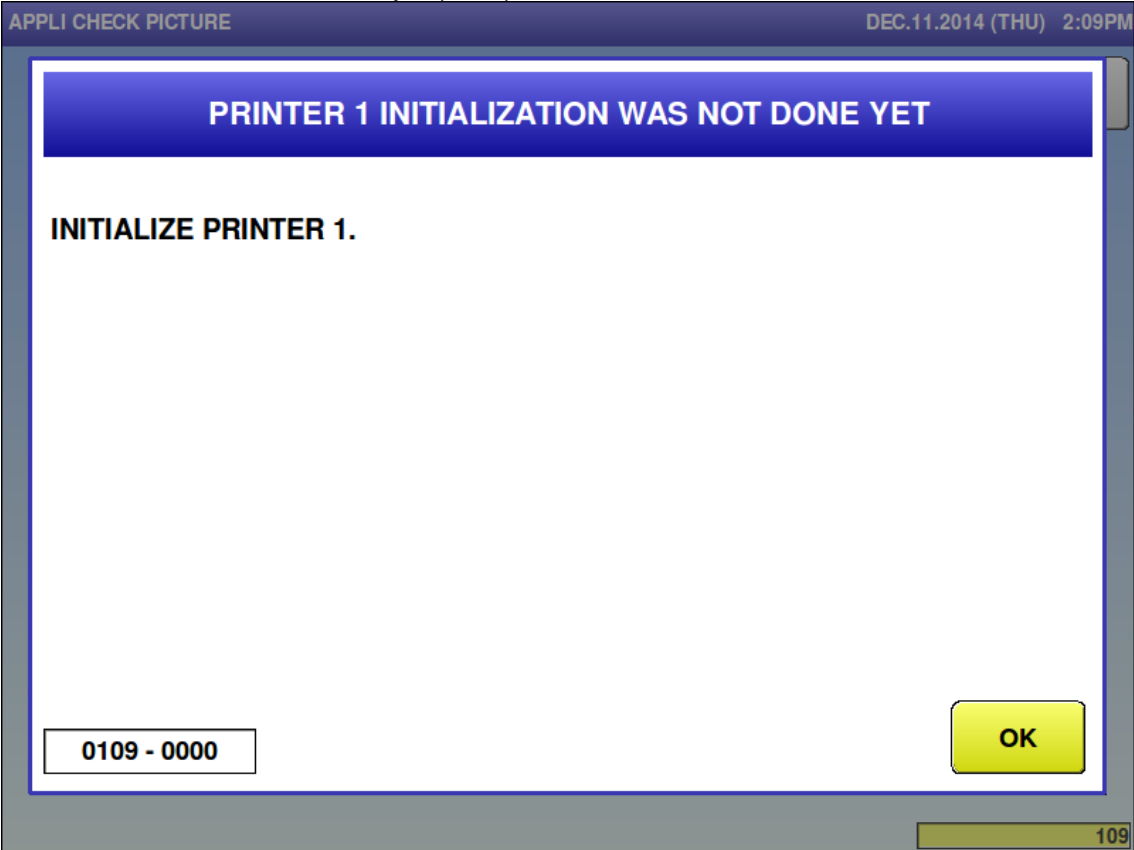 APPLI CHECK PICTURE DEC.11.2014 (THU) 2:09PM
PRINTER 1 INITIALIZATION WAS NOT DONE YET
INITIALIZE PRINTER 1.
0109 - 0000
OK
109